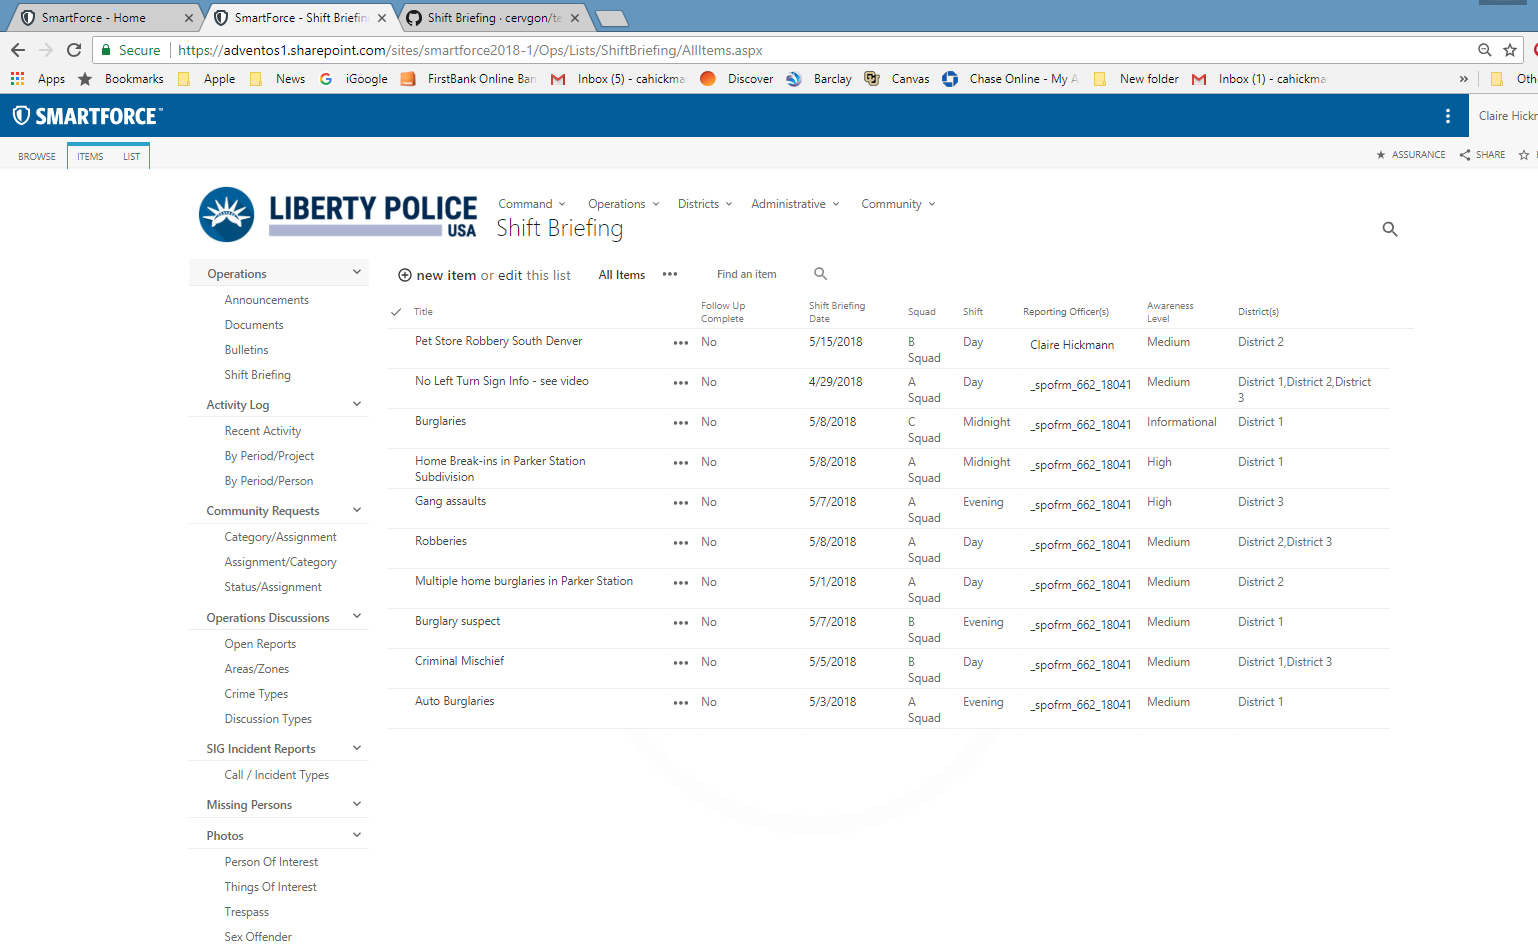 SmartForce - Home
SmartForce - Shift Briefin
Shift Briefing · cervgon/te
Secure https://adventos1.sharepoint.com/sites/smartforce2018-1/Ops/Lists/ShiftBriefing/AllItems.aspx
Apps Bookmarks Apple News iGoogle FirstBank Online Ban Inbox (5) - cahickma Discover Barclay Canvas Chase Online - My A New folder Inbox (1) - cahickma » Oth
SMARTFORCE™
Claire Hickm
BROWSE ITEMS LIST ASSURANCE SHARE
LIBERTY POLICE
USA
Command Operations Districts Administrative Community
Shift Briefing
Operations
Announcements
Documents
Bulletins
Shift Briefing
Activity Log
Recent Activity
By Period/Project
By Period/Person
Community Requests
Category/Assignment
Assignment/Category
Status/Assignment
Operations Discussions
Open Reports
Areas/Zones
Crime Types
Discussion Types
SIG Incident Reports
Call / Incident Types
Missing Persons
Photos
Person Of Interest
Things Of Interest
Trespass
Sex Offender
new item or edit this list All Items ••• Find an item
Title Follow Up Complete Shift Briefing Date Squad Shift Reporting Officer(s) Awareness Level District(s)
Pet Store Robbery South Denver ••• No 5/15/2018 B Squad Day Claire Hickmann Medium District 2
No Left Turn Sign Info - see video ••• No 4/29/2018 A Squad Day _spofrm_662_18041 Medium District 1,District 2,District 3
Burglaries ••• No 5/8/2018 C Squad Midnight _spofrm_662_18041 Informational District 1
Home Break-ins in Parker Station Subdivision ••• No 5/8/2018 A Squad Midnight _spofrm_662_18041 High District 1
Gang assaults ••• No 5/7/2018 A Squad Evening _spofrm_662_18041 High District 3
Robberies ••• No 5/8/2018 A Squad Day _spofrm_662_18041 Medium District 2,District 3
Multiple home burglaries in Parker Station ••• No 5/1/2018 A Squad Day _spofrm_662_18041 Medium District 2
Burglary suspect ••• No 5/7/2018 B Squad Evening _spofrm_662_18041 Medium District 1
Criminal Mischief ••• No 5/5/2018 B Squad Day _spofrm_662_18041 Medium District 1,District 3
Auto Burglaries ••• No 5/3/2018 A Squad Evening _spofrm_662_18041 Medium District 1